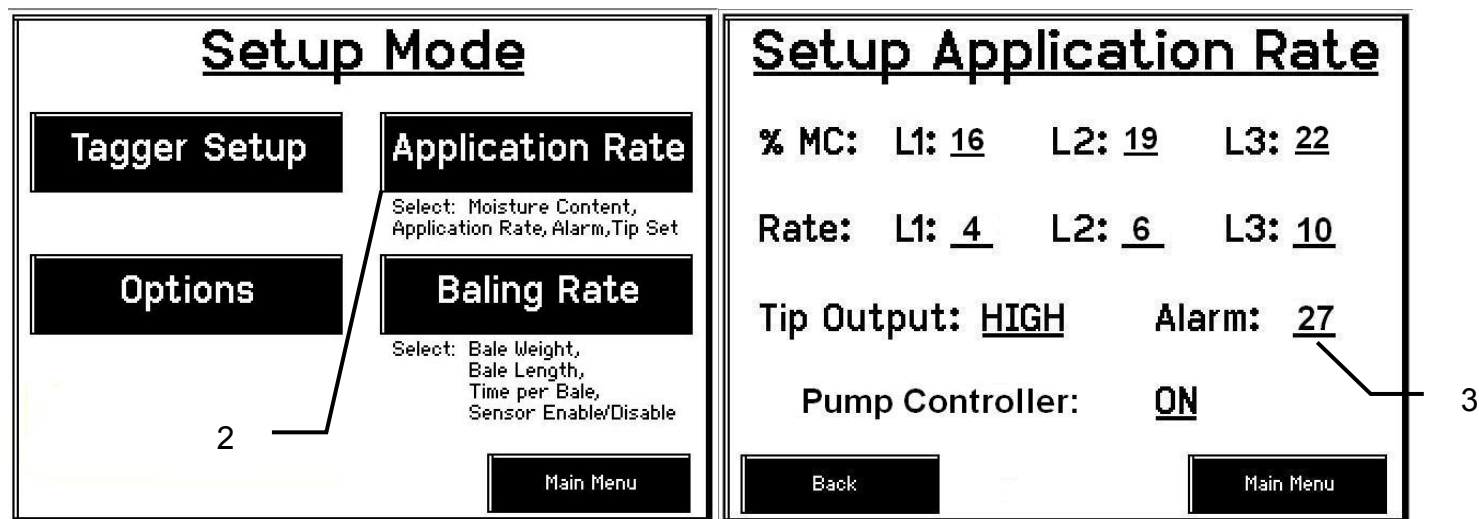 Setup Mode
Tagger Setup
Application Rate
Select: Moisture Content,
Application Rate, Alarm,Tip Set
Options
Baling Rate
Select: Bale Weight,
Bale Length,
Time per Bale,
Sensor Enable/Disable
2
Main Menu
Setup Application Rate
% MC: L1: 16 L2: 19 L3: 22
Rate: L1: 4 L2: 6 L3: 10
Tip Output: HIGH Alarm: 27
Pump Controller: ON
3
Back
Main Menu